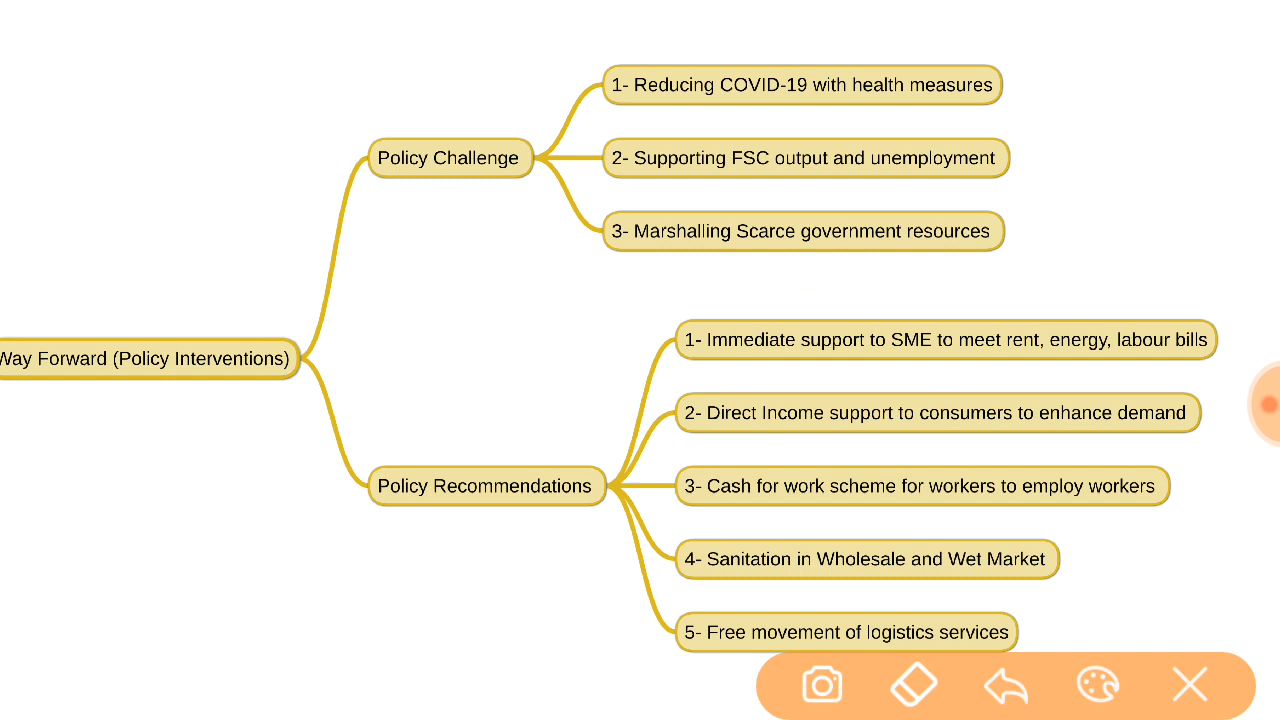 1- Reducing COVID-19 with health measures
Policy Challenge
2- Supporting FSC output and unemployment
3- Marshalling Scarce government resources
Way Forward (Policy Interventions)
1- Immediate support to SME to meet rent, energy, labour bills
2- Direct Income support to consumers to enhance demand
Policy Recommendations
3- Cash for work scheme for workers to employ workers
4- Sanitation in Wholesale and Wet Market
5- Free movement of logistics services